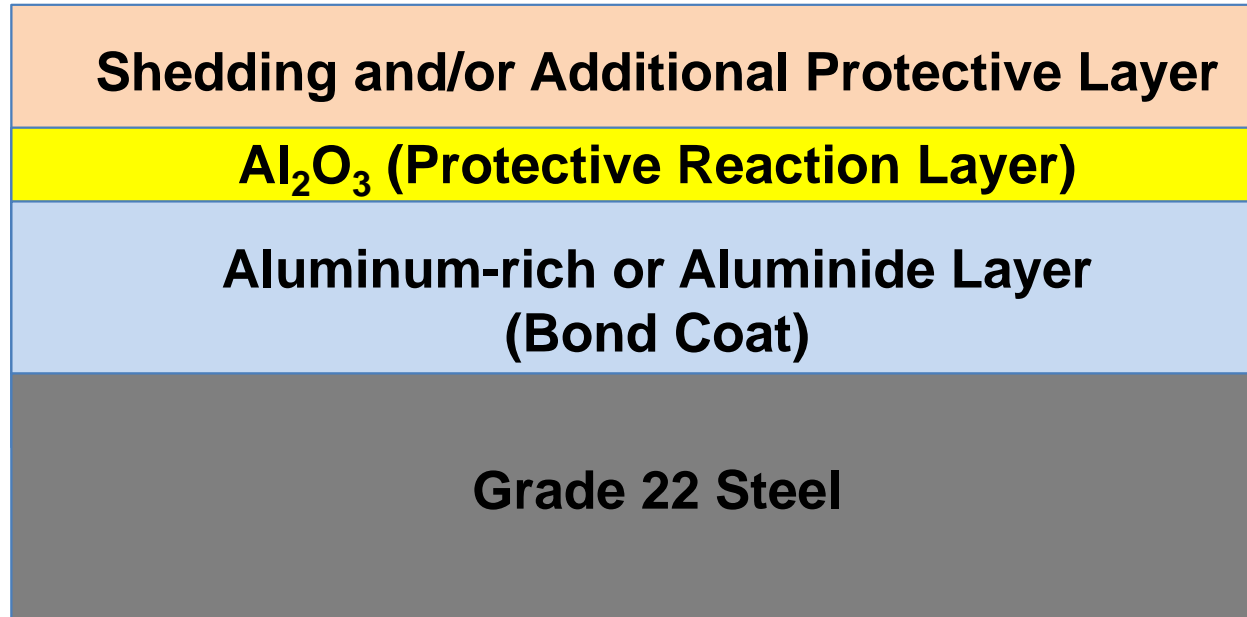 Shedding and/or Additional Protective Layer
Al₂O₃ (Protective Reaction Layer)
Aluminum-rich or Aluminide Layer
(Bond Coat)
Grade 22 Steel